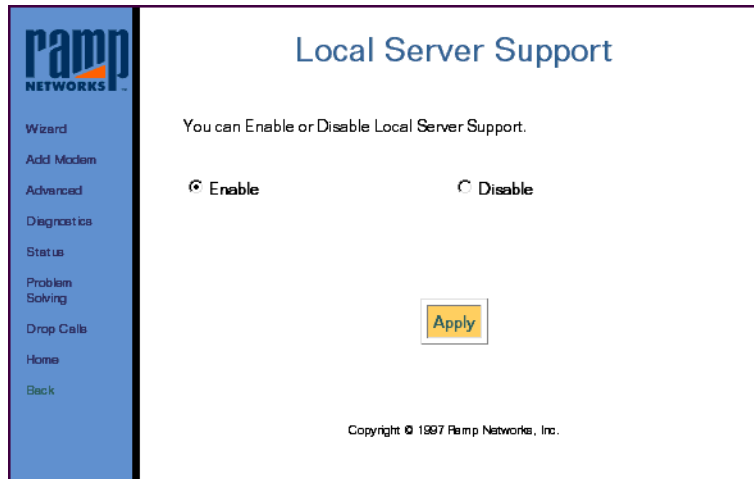 ramp
NETWORKS
Wizard
Add Modem
Advanced
Diagnostics
Status
Problem
Solving
Drop Calls
Home
Back
Local Server Support
You can Enable or Disable Local Server Support.
Enable
Disable
Apply
Copyright © 1997 Ramp Networks, Inc.